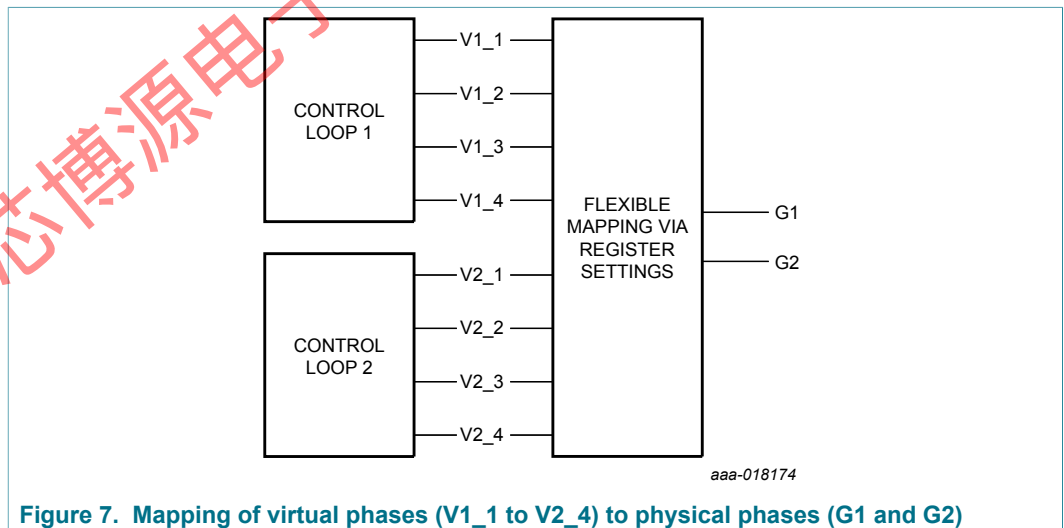 CONTROL
LOOP 1
V1_1
V1_2
V1_3
V1_4
CONTROL
LOOP 2
V2_1
V2_2
V2_3
V2_4
FLEXIBLE
MAPPING VIA
REGISTER
SETTINGS
G1
G2
aaa-018174
Figure 7. Mapping of virtual phases (V1_1 to V2_4) to physical phases (G1 and G2)
芯博源电子